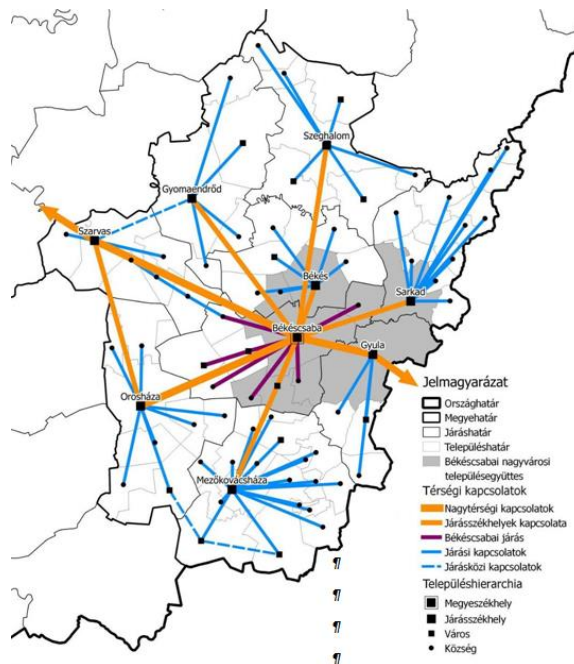 Szeghalom
Gyomaendrőd
Szarvas
Békés
Sarkad
Békéscsaba
Gyula
Orosháza
Mezőkovácsháza
Jelmagyarázat
Országhatár
Megyehatár
Járáshatár
Településhatár
Békéscsabai nagyvárosi
településegyüttes
Térségi kapcsolatok
Nagytérségi kapcsolatok
Járásszékhelyek kapcsolata
Békéscsabai járás
Járási kapcsolatok
Járásközi kapcsolatok
Településhierarchia
Megyeszékhely
Járásszékhely
Város
Község
¶
¶
¶
¶